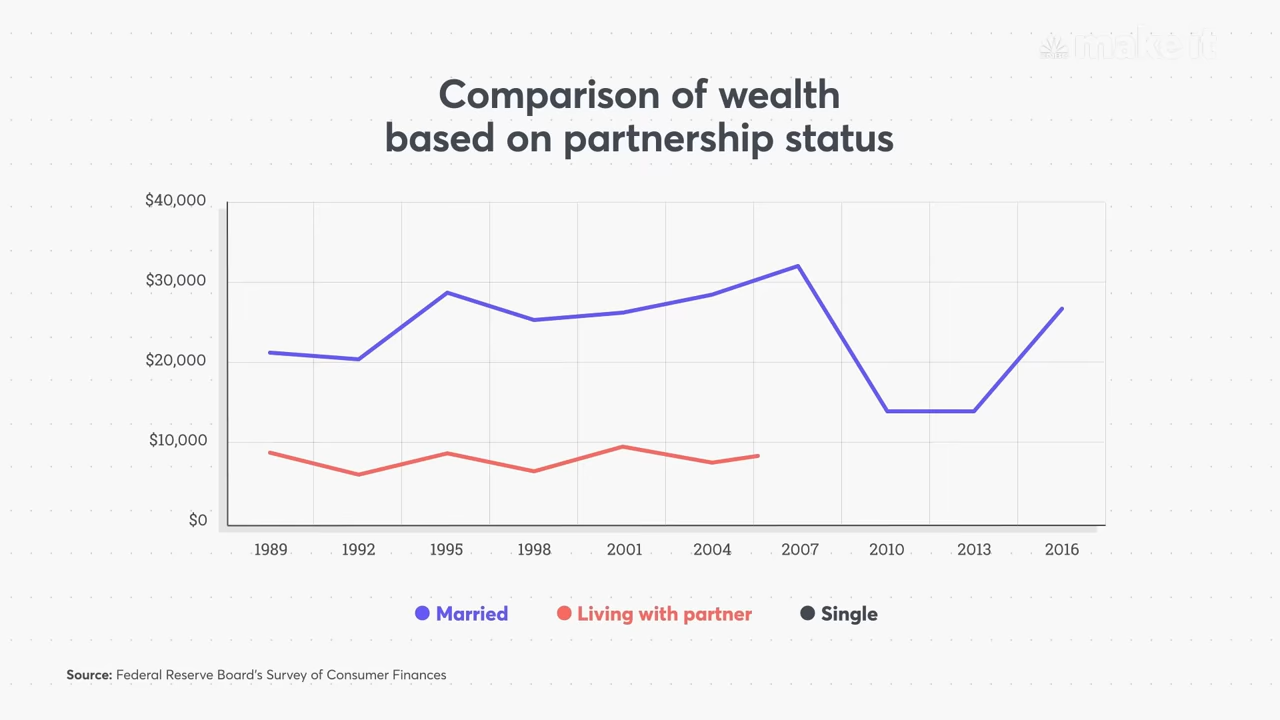 make it
Comparison of wealth
based on partnership status
$40,000
$30,000
$20,000
$10,000
$0
1989 1992 1995 1998 2001 2004 2007 2010 2013 2016
Married Living with partner Single
Source: Federal Reserve Board's Survey of Consumer Finances